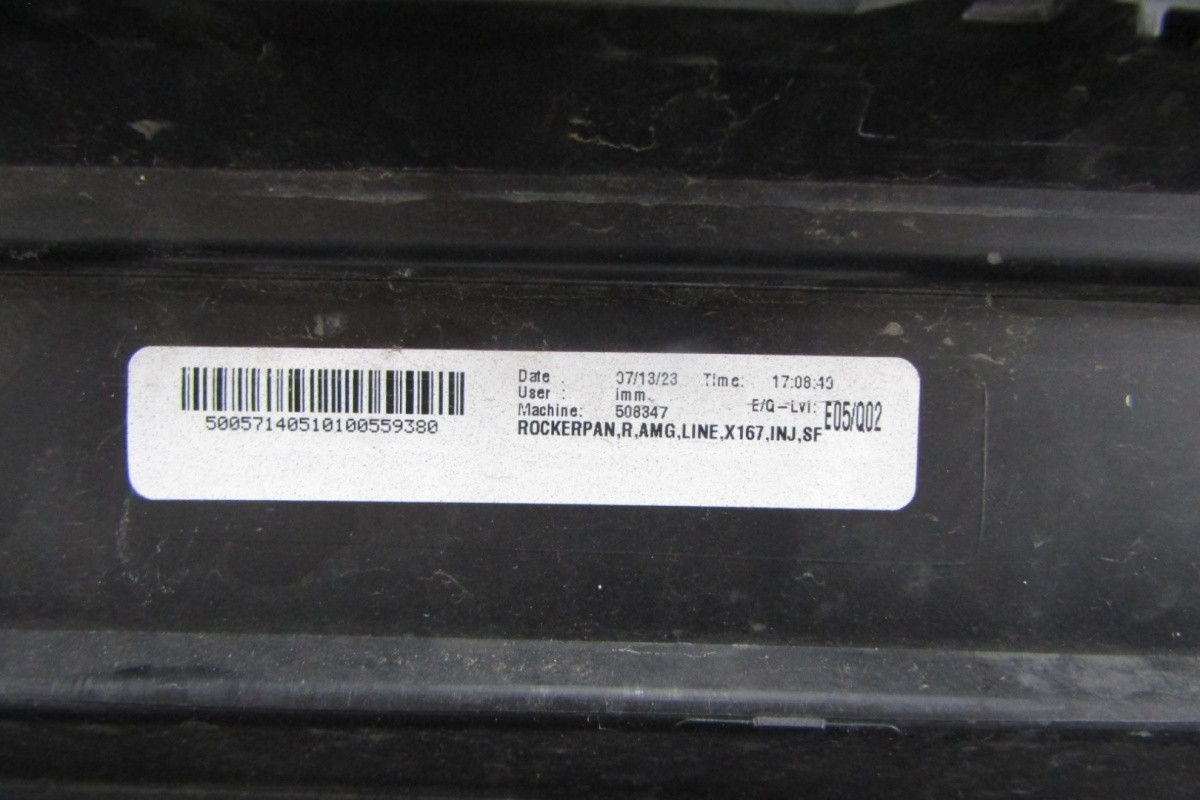 50057140510100559380
Date : 07/13/23 Time: 17:08:49
User : imm
Machine: 508347 E/Q-Lvl: E05/Q02
ROCKERPAN,R,AMG,LINE,X167,INJ,SF